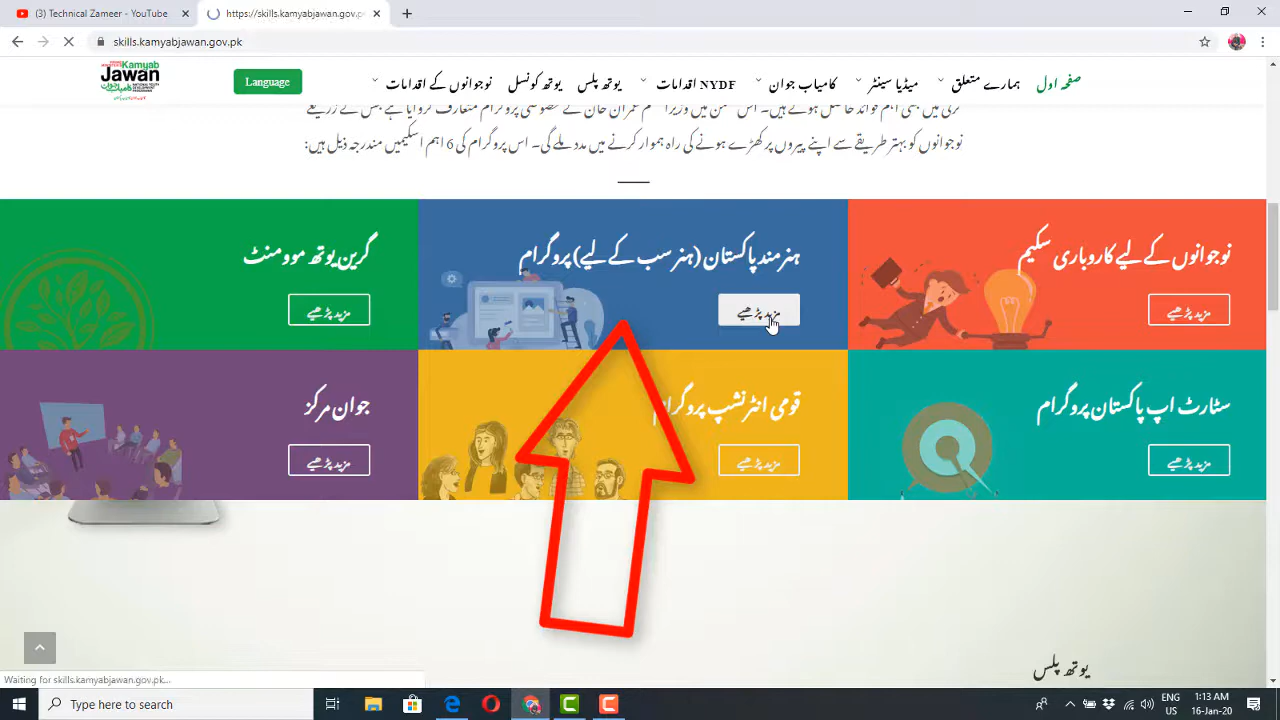 (3) Technical Zameer - YouTube
https://skills.kamyabjawan.gov.p
skills.kamyabjawan.gov.pk
Kamyab
Jawan
Language
صفحہ اول
ہمارے متعلق
میڈیا سینٹر
کامیاب جوان
NYDF اقدامات
یوتھ پلس
یوتھ کونسل
نوجوانوں کے اقدامات
نوجوانوں کو بہتر طریقے سے اپنے پیروں پر کھڑے ہونے کی راہ ہموار کرنے میں مدد ملے گی۔ اس پروگرام کی 6 اہم اسکیمیں مندرجہ ذیل ہیں:
نوجوانوں کے لیے کاروباری سکیم
مزید پڑھیے
ہنرمند پاکستان (ہنر سب کے لیے) پروگرام
مزید پڑھیے
گرین یوتھ موومنٹ
مزید پڑھیے
سٹارٹ اپ پاکستان پروگرام
مزید پڑھیے
قومی انٹرنشپ پروگرام
مزید پڑھیے
جوان مرکز
مزید پڑھیے
یوتھ پلس
Waiting for skills.kamyabjawan.gov.pk...
Type here to search
ENG
US
1:13 AM
16-Jan-20